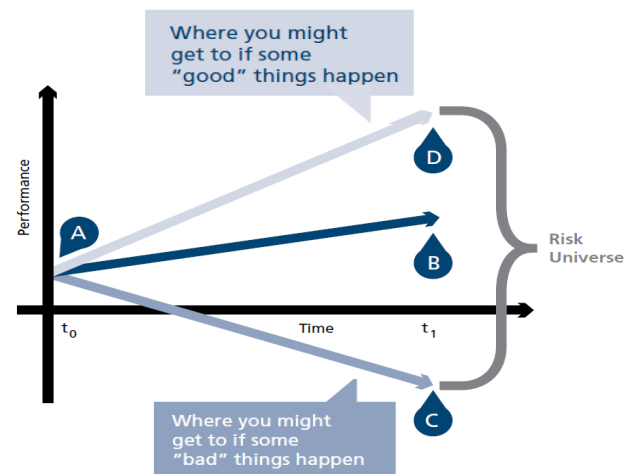 Where you might
get to if some
“good” things happen
Performance
A
D
B
Risk
Universe
t0
Time
t1
C
Where you might
get to if some
“bad” things happen